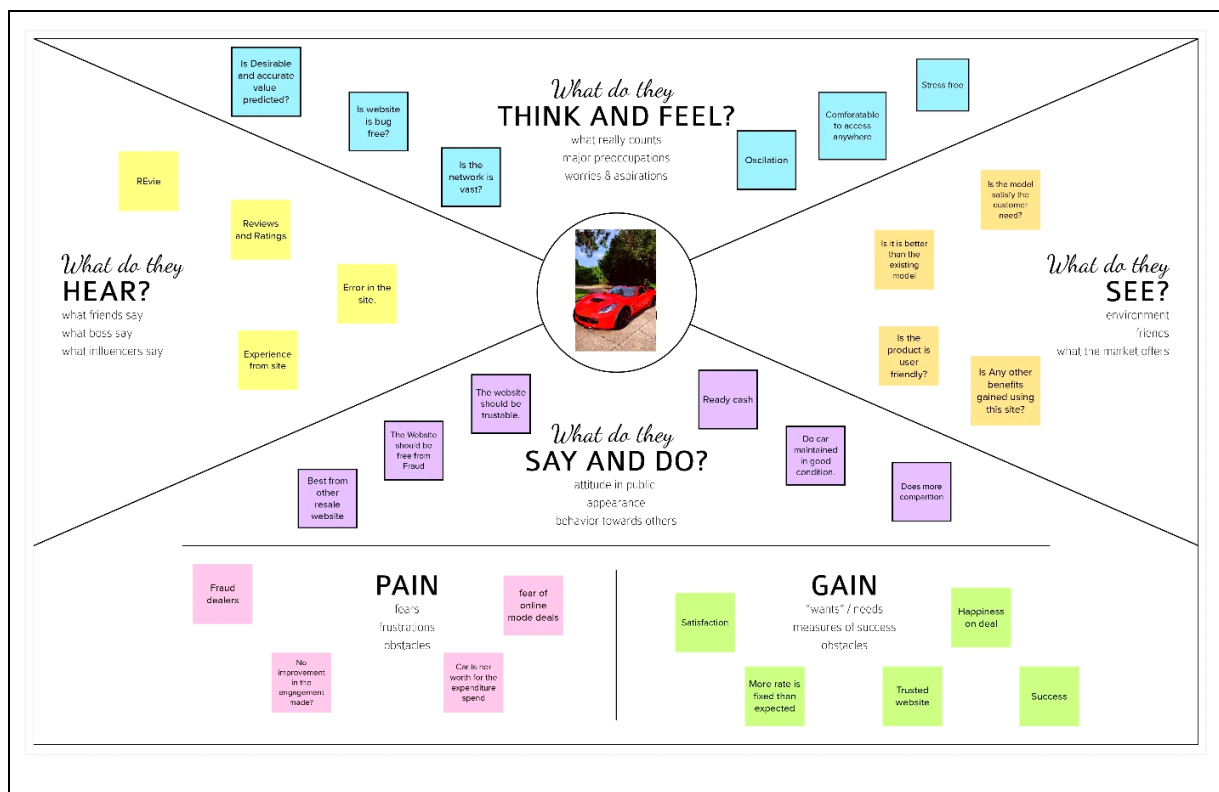 What do they
THINK AND FEEL?
what really counts
major preoccupations
worries & aspirations
Is Desirable
and accurate
value
predicted?
Is website
is bug
free?
Is the
network is
vast?
Oscilation
Comforatable
to access
anywhere
Stress free
What do they
HEAR?
what friends say
what boss say
what influencers say
REvie
Reviews
and Ratings
Error in the
site.
Experience
from site
What do they
SEE?
environment
friends
what the market offers
Is the model
satisfy the
customer
need?
Is it is better
than the
existing
model
Is the
product is
user
friendly?
Is Any other
benefits
gained using
this site?
What do they
SAY AND DO?
attitude in public
appearance
behavior towards others
The website
should be
trustable.
The Website
should be
free from
Fraud
Best from
other
resale
website
Ready cash
Do car
maintained
in good
condition.
Does more
comparition
PAIN
fears
frustrations
obstacles
Fraud
dealers
No
improvement
in the
engagement
made?
fear of
online
mode deals
Car is nor
worth for the
expenditure
spend
GAIN
"wants" / needs
measures of success
obstacles
Satisfaction
More rate is
fixed than
expected
Happiness
on deal
Trusted
website
Success